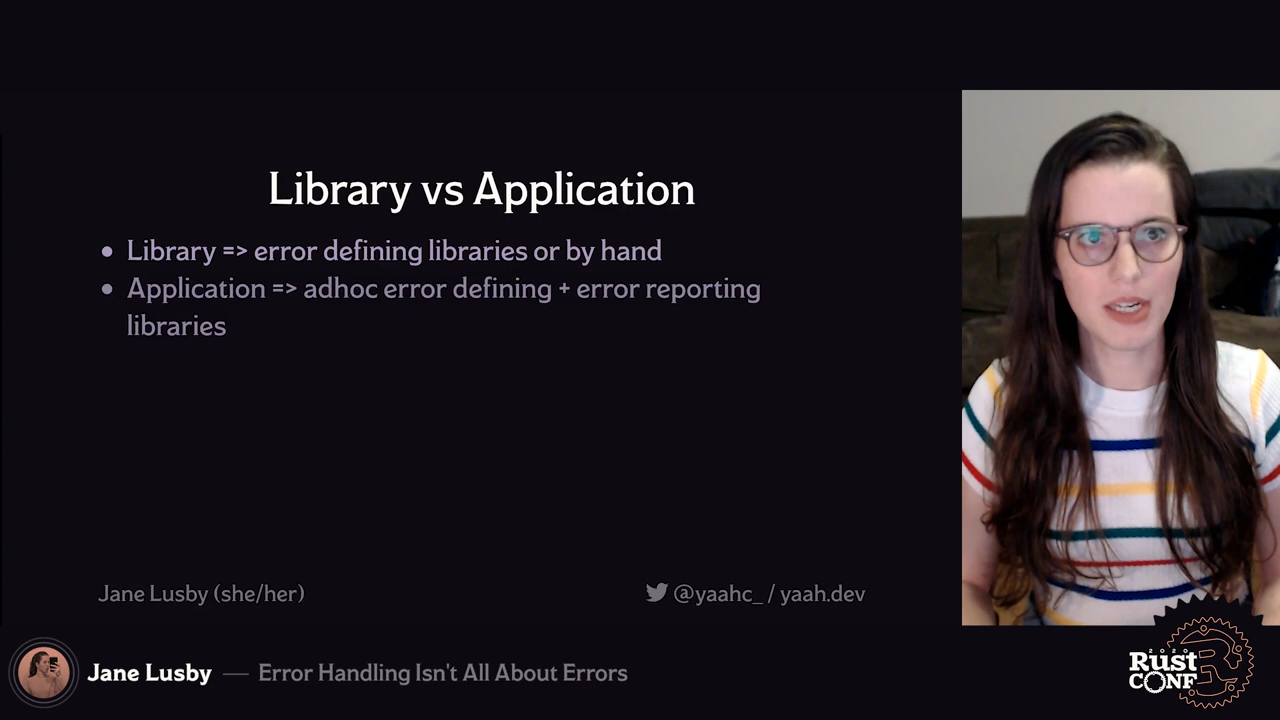 Library vs Application
• Library => error defining libraries or by hand
• Application => adhoc error defining + error reporting
libraries
Jane Lusby (she/her)
@yaahc_ / yaah.dev
Jane Lusby — Error Handling Isn't All About Errors
2020
Rust
CONF